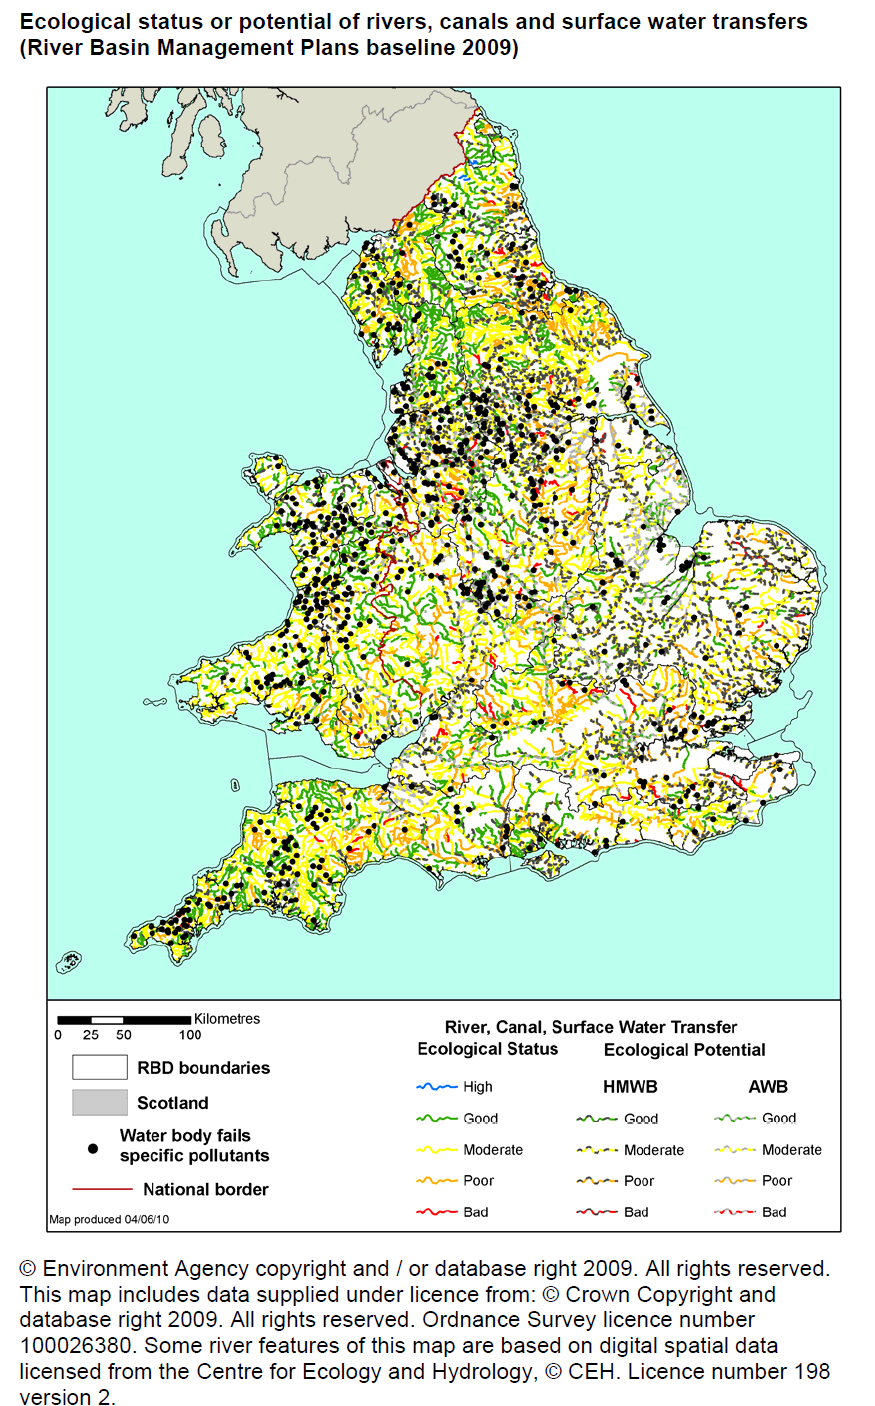 Ecological status or potential of rivers, canals and surface water transfers
(River Basin Management Plans baseline 2009)
Kilometres
0 25 50 100
RBD boundaries
Scotland
Water body fails
specific pollutants
National border
Map produced 04/06/10
River, Canal, Surface Water Transfer
Ecological Status Ecological Potential
High HMWB AWB
Good Good Good
Moderate Moderate Moderate
Poor Poor Poor
Bad Bad Bad
© Environment Agency copyright and / or database right 2009. All rights reserved.
This map includes data supplied under licence from: © Crown Copyright and
database right 2009. All rights reserved. Ordnance Survey licence number
100026380. Some river features of this map are based on digital spatial data
licensed from the Centre for Ecology and Hydrology, © CEH. Licence number 198
version 2.